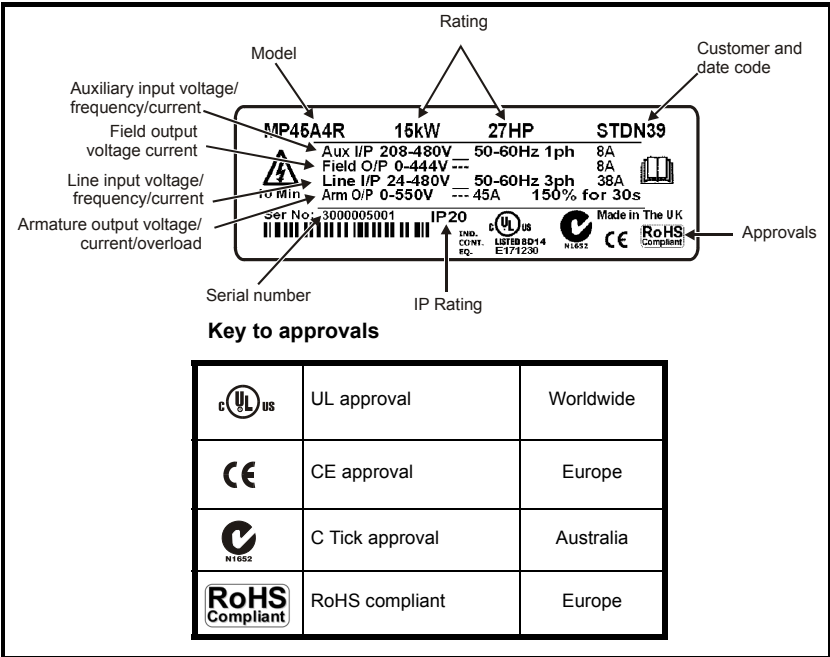 Rating
Model
Customer and
date code
Auxiliary input voltage/
frequency/current
Field output
voltage current
Line input voltage/
frequency/current
Armature output voltage/
current/overload
MP45A4R 15kW 27HP STDN39
Aux I/P 208-480V 50-60Hz 1ph 8A
Field O/P 0-444V --- 8A
Line I/P 24-480V 50-60Hz 3ph 38A
10 Min Arm O/P 0-550V --- 45A 150% for 30s
Ser No: 3000005001 IP20 Made in The UK
IND.
CONT.
EQ.
c UL us
LISTED BD14
E171230
N1652
CE
RoHS
Compliant
Approvals
Serial number
IP Rating
Key to approvals
c UL us UL approval Worldwide
CE CE approval Europe
N1652 C Tick approval Australia
RoHS
Compliant RoHS compliant Europe